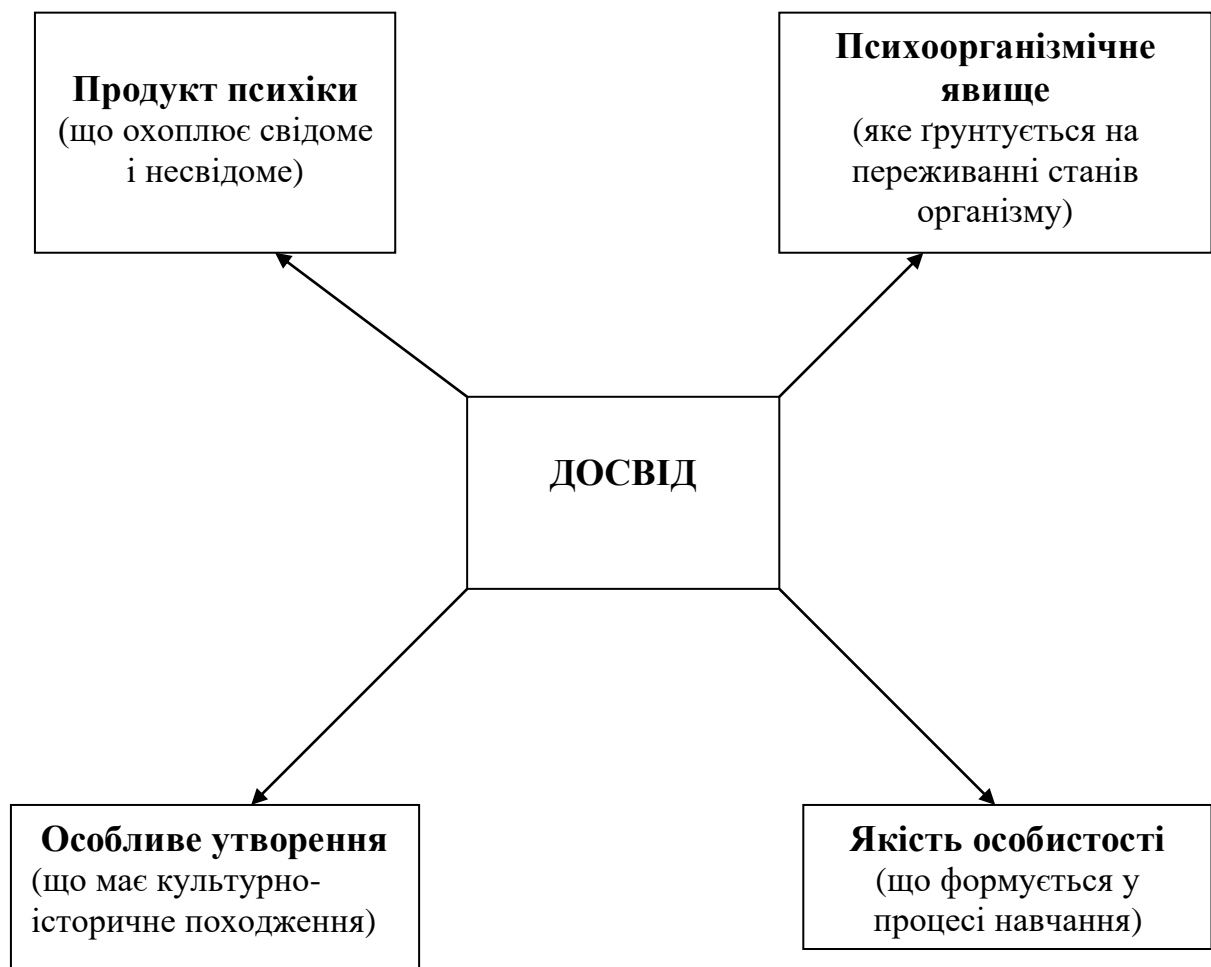 Продукт психіки
(що охоплює свідоме
і несвідоме)
Психоорганізмічне
явище
(яке ґрунтується на
переживанні станів
організму)
ДОСВІД
Особливе утворення
(що має культурно-
історичне походження)
Якість особистості
(що формується у
процесі навчання)